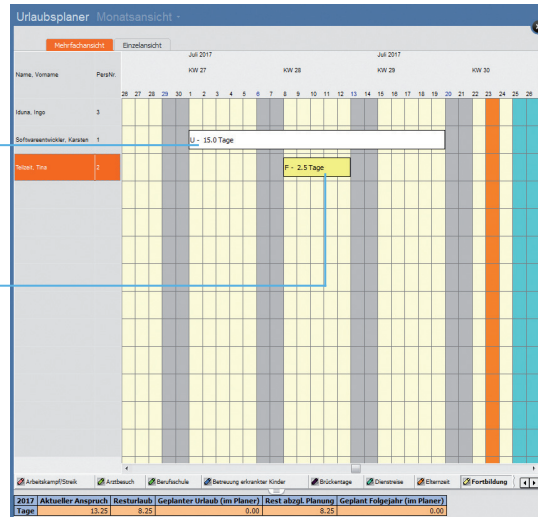 Urlaubsplaner Monatsansicht
Mehrfachansicht Einzelansicht
Juli 2017 Juli 2017
Name, Vorname PersNr. KW 27 KW 28 KW 29 KW 30
26 27 28 29 30 1 2 3 4 5 6 7 8 9 10 11 12 13 14 15 16 17 18 19 20 21 22 23 24 25 26
Iduna, Ingo 3
Softwareentwickler, Karsten 1 U - 15.0 Tage
Teilzeit, Tina 2 F - 2.5 Tage
Arbeitskampf/Streik Arztbesuch Berufsschule Betreuung erkrankter Kinder Brückentage Dienstreise Elternzeit Fortbildung
2017 Aktueller Anspruch Resturlaub Geplanter Urlaub (im Planer) Rest abzgl. Planung Geplant Folgejahr (im Planer)
Tage 13.25 8.25 0.00 8.25 0.00